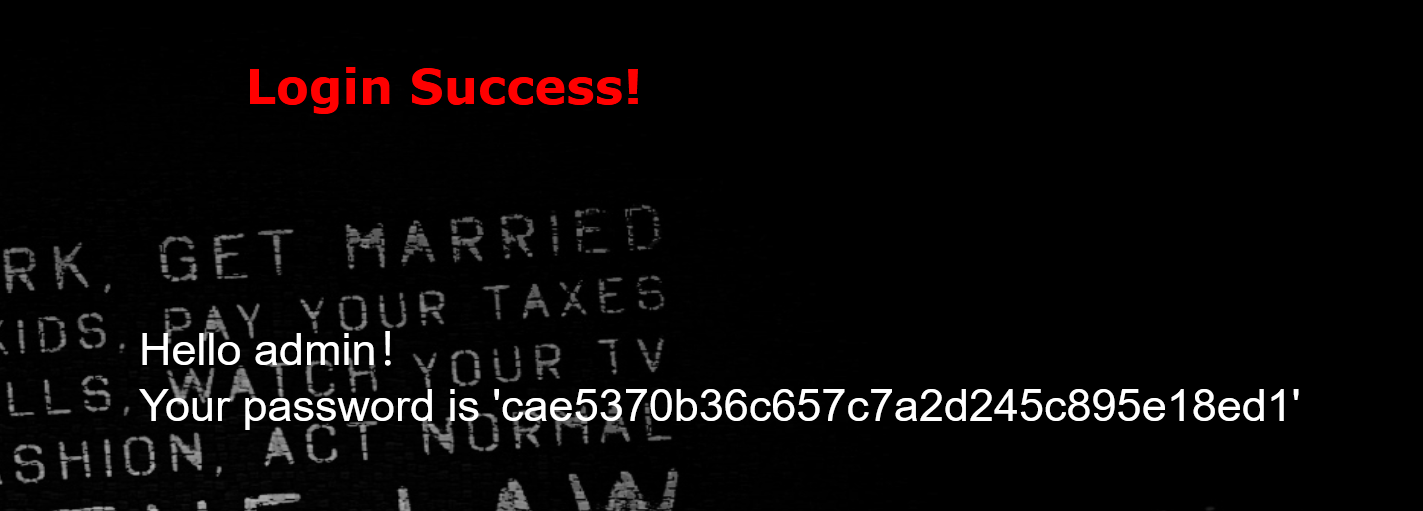 Login Success!
RK, GET MARRIED
KIDS, PAY YOUR TAXES
Hello admin!
LLS, WATCH YOUR TV
Your password is 'cae5370b36c657c7a2d245c895e18ed1'
SHION, ACT NORMAL
LAW